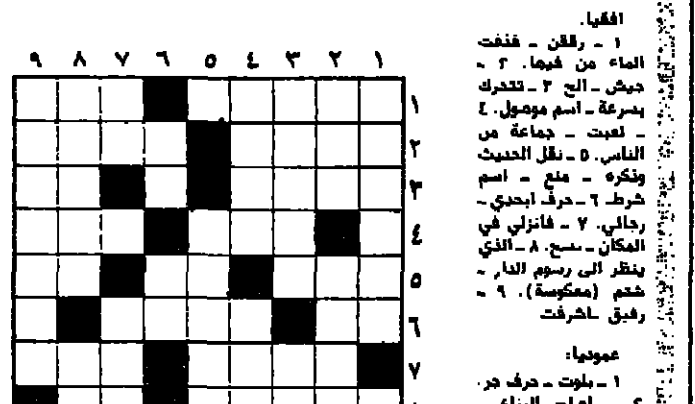 افقيا.
١ - رققن - قذفت
الماء من فيها. ٢ -
جيش - الح ٣ - تتحرك
بسرعة - اسم موصول. ٤
- لعبت - جماعة من
الناس. ٥ - نقل الحديث
وذكره - منع - اسم
شرط. ٦ - حرف ابجدي -
رجالي. ٧ - فانزلي في
المكان - نسج. ٨ - الذي
ينظر الى رسوم الدار -
شتم (معكوسة). ٩ -
رفيق - اشرفت
عموديا:
١ - بلوت - حرف جر.
٩ ٨ ٧ ٦ ٥ ٤ ٣ ٢ ١
١
٢
٣
٤
٥
٦
٧